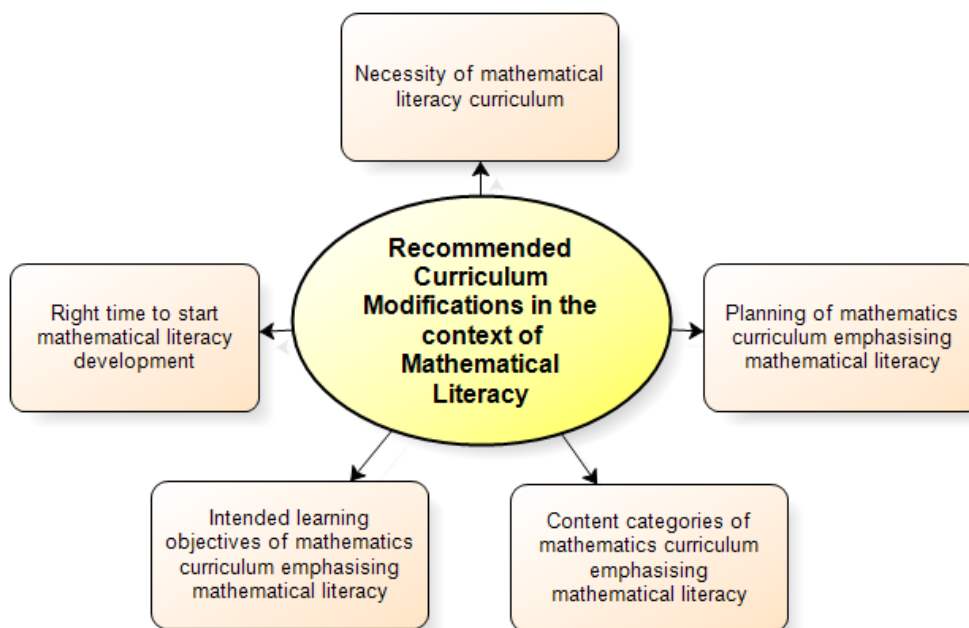 Necessity of mathematical
literacy curriculum
Recommended
Curriculum
Modifications in the
context of
Mathematical
Literacy
Right time to start
mathematical literacy
development
Planning of mathematics
curriculum emphasising
mathematical literacy
Intended learning
objectives of mathematics
curriculum emphasising
mathematical literacy
Content categories of
mathematics curriculum
emphasising
mathematical literacy